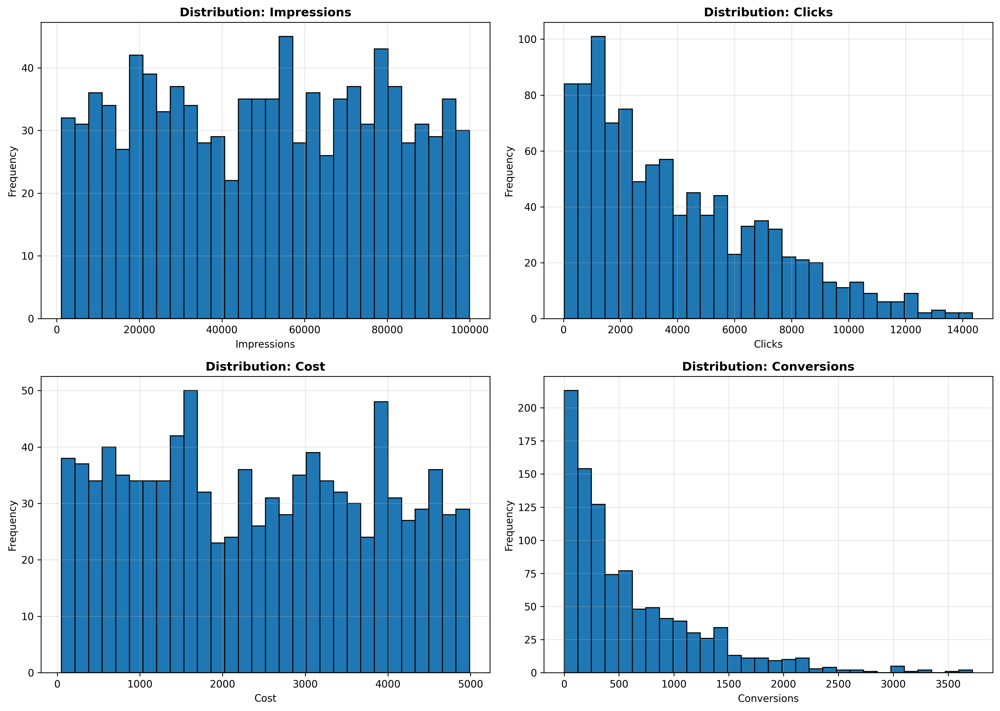 Distribution: Impressions
Frequency
40
30
20
10
0
0 20000 40000 60000 80000 100000
Impressions
Distribution: Clicks
Frequency
100
80
60
40
20
0
0 2000 4000 6000 8000 10000 12000 14000
Clicks
Distribution: Cost
Frequency
50
40
30
20
10
0
0 1000 2000 3000 4000 5000
Cost
Distribution: Conversions
Frequency
200
175
150
125
100
75
50
25
0
0 500 1000 1500 2000 2500 3000 3500
Conversions